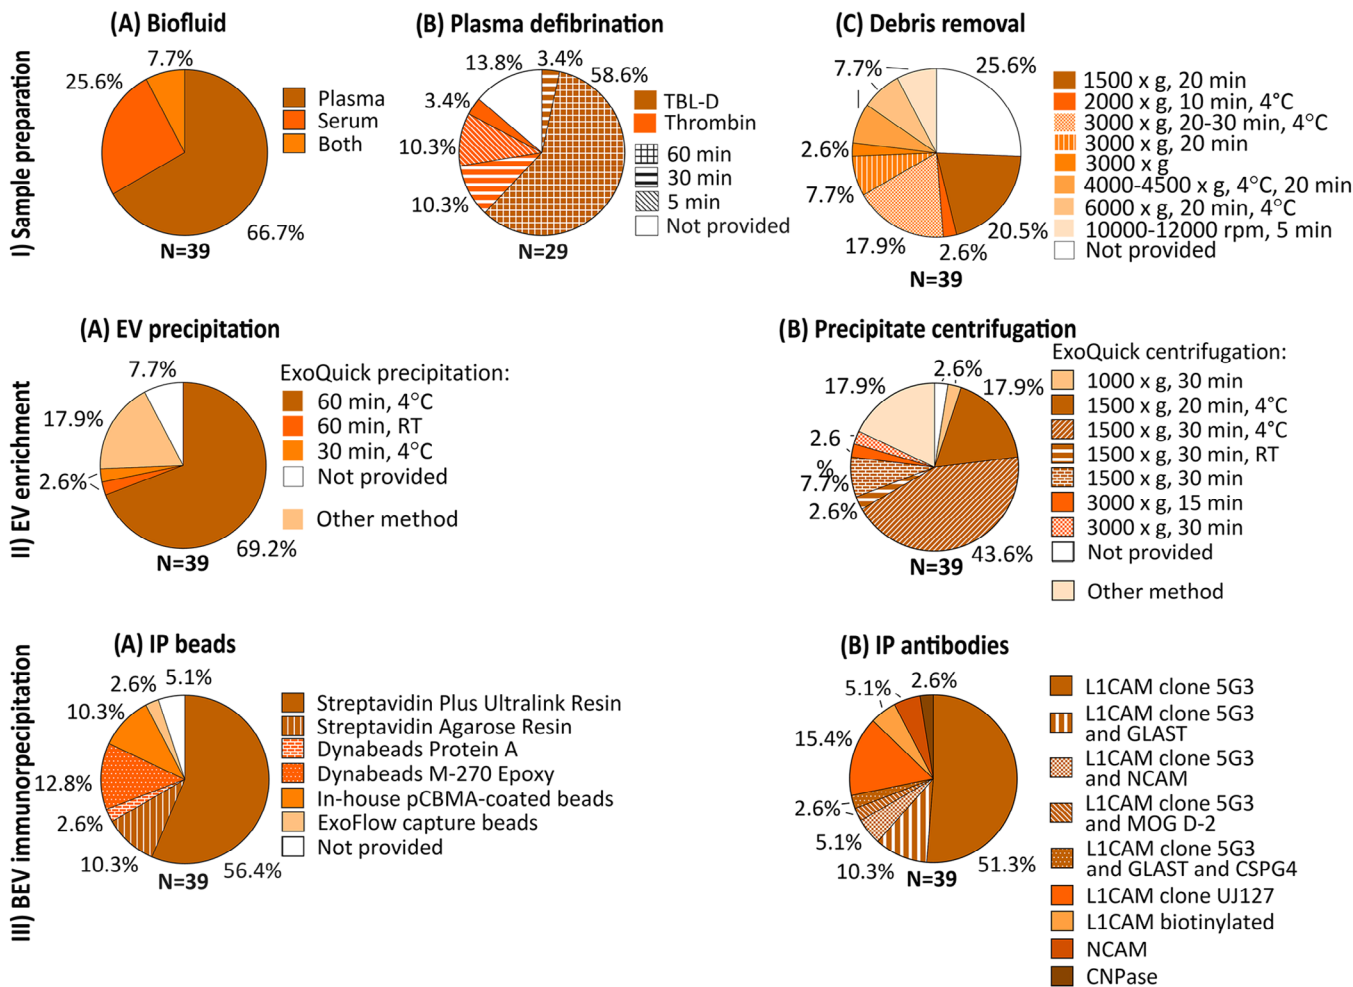 I) Sample preparation
(A) Biofluid
7.7%
25.6%
66.7%
N=39
Plasma
Serum
Both
(B) Plasma defibrination
13.8%
3.4%
58.6%
3.4%
10.3%
10.3%
N=29
TBL-D
Thrombin
60 min
30 min
5 min
Not provided
(C) Debris removal
7.7%
25.6%
2.6%
7.7%
17.9%
2.6%
20.5%
N=39
1500 x g, 20 min
2000 x g, 10 min, 4°C
3000 x g, 20-30 min, 4°C
3000 x g, 20 min
3000 x g
4000-4500 x g, 4°C, 20 min
6000 x g, 20 min, 4°C
10000-12000 rpm, 5 min
Not provided
II) EV enrichment
(A) EV precipitation
7.7%
17.9%
2.6%
69.2%
N=39
ExoQuick precipitation:
60 min, 4°C
60 min, RT
30 min, 4°C
Not provided
Other method
(B) Precipitate centrifugation
2.6%
17.9%
17.9%
2.6
%
7.7%
2.6%
43.6%
N=39
ExoQuick centrifugation:
1000 x g, 30 min
1500 x g, 20 min, 4°C
1500 x g, 30 min, 4°C
1500 x g, 30 min, RT
1500 x g, 30 min
3000 x g, 15 min
3000 x g, 30 min
Not provided
Other method
III) BEV immunorpecipitation
(A) IP beads
5.1%
2.6%
10.3%
12.8%
2.6%
10.3%
56.4%
N=39
Streptavidin Plus Ultralink Resin
Streptavidin Agarose Resin
Dynabeads Protein A
Dynabeads M-270 Epoxy
In-house pCBMA-coated beads
ExoFlow capture beads
Not provided
(B) IP antibodies
5.1%
2.6%
15.4%
2.6%
5.1%
10.3%
51.3%
N=39
L1CAM clone 5G3
L1CAM clone 5G3
and GLAST
L1CAM clone 5G3
and NCAM
L1CAM clone 5G3
and MOG D-2
L1CAM clone 5G3
and GLAST and CSPG4
L1CAM clone UJ127
L1CAM biotinylated
NCAM
CNPase